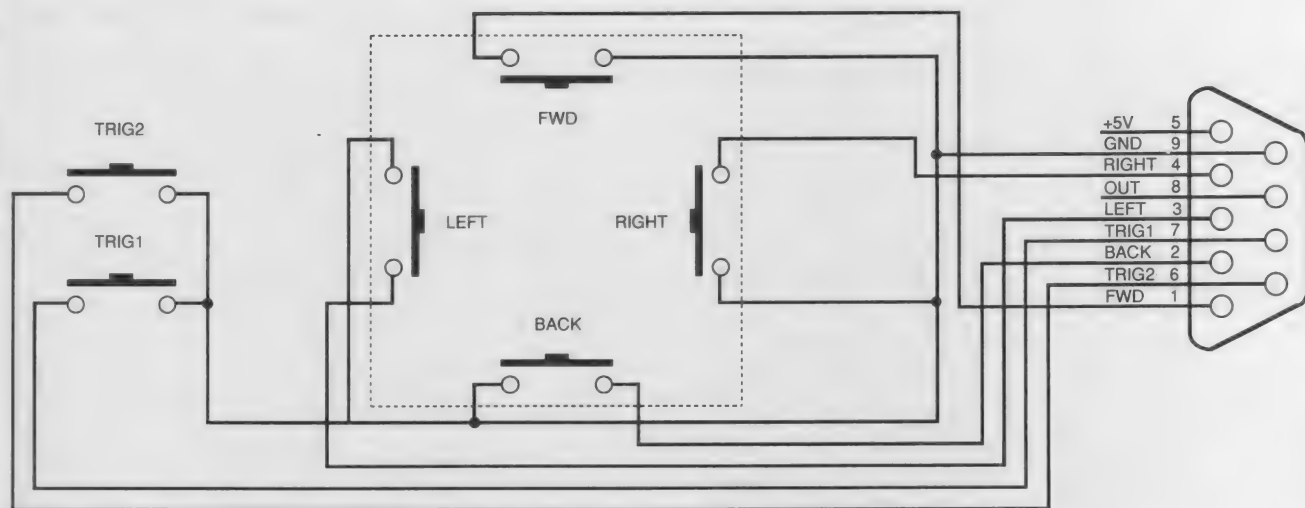 TRIG2
TRIG1
FWD
LEFT
RIGHT
BACK
+5V 5
GND 9
RIGHT 4
OUT 8
LEFT 3
TRIG1 7
BACK 2
TRIG2 6
FWD 1